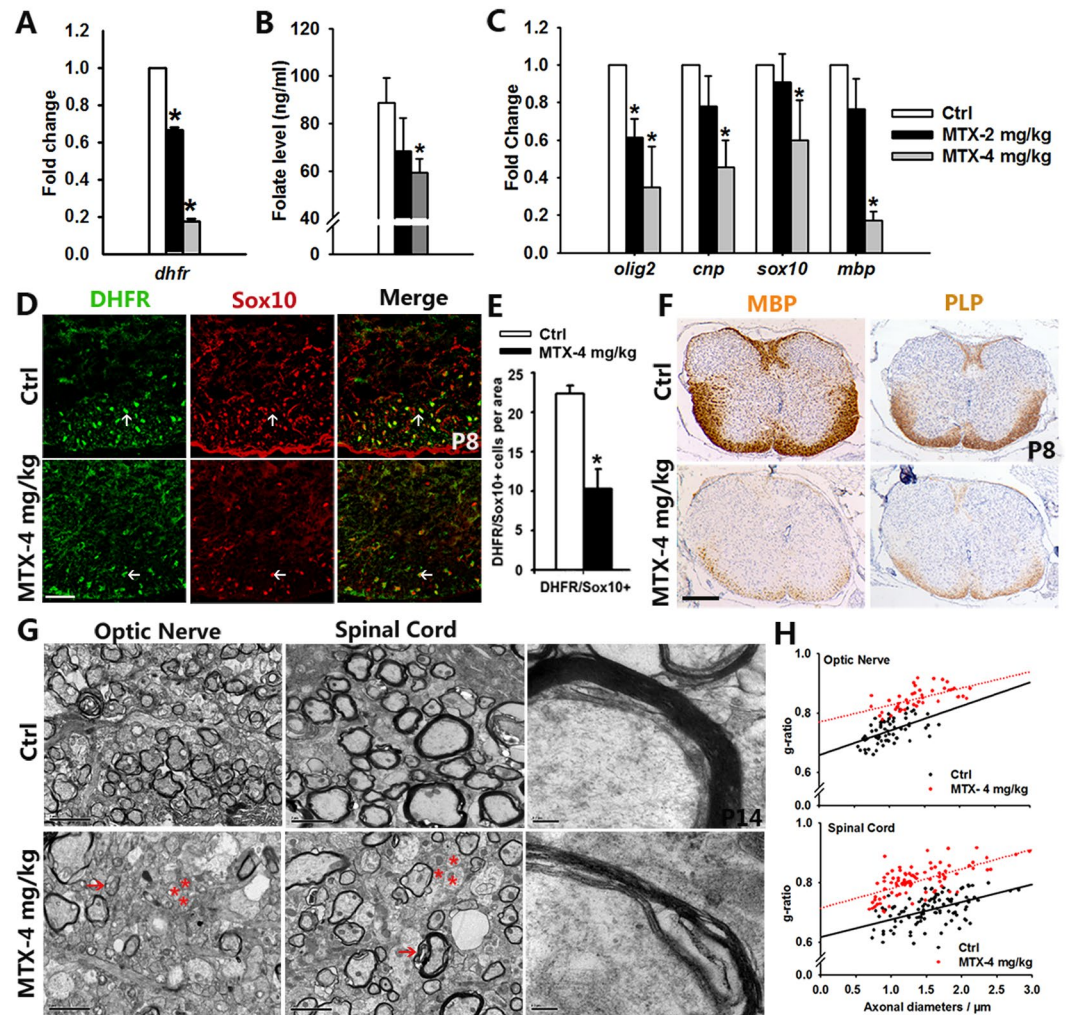 A
Fold change
1.0
0.8
0.6
0.4
0.2
0.0
*
*
dhfr
B
Folate level (ng/ml)
120
100
80
60
40
0
*
C
Fold Change
1.0
0.8
0.6
0.4
0.2
0.0
* * * * *
olig2 cnp sox10 mbp
Ctrl
MTX-2 mg/kg
MTX-4 mg/kg
D
DHFR Sox10 Merge
Ctrl
P8
MTX-4 mg/kg
E
Ctrl
MTX-4 mg/kg
DHFR/Sox10+ cells per area
25
20
15
10
5
0
*
DHFR/Sox10+
F
MBP PLP
Ctrl
P8
MTX-4 mg/kg
G
Optic Nerve Spinal Cord
Ctrl
P14
MTX-4 mg/kg
* * *
* * *
H
Optic Nerve
g-ratio
1.0
0.8
0.6
0.0
Ctrl
MTX- 4 mg/kg
Spinal Cord
g-ratio
1.0
0.8
0.6
0.0
Ctrl
MTX-4 mg/kg
0.0 0.5 1.0 1.5 2.0 2.5 3.0
Axonal diameters / μm